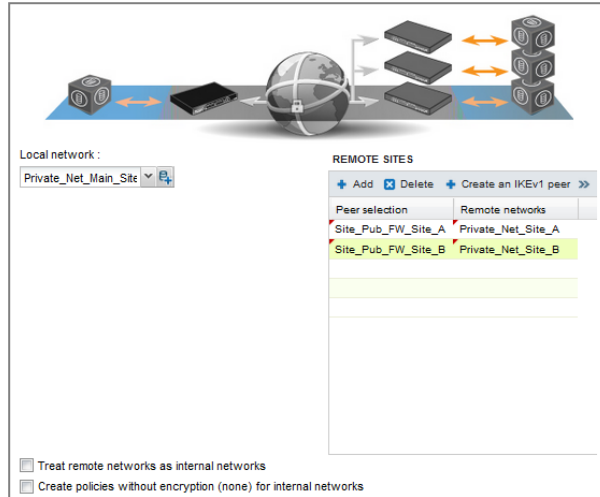 Local network :
Private_Net_Main_Site
REMOTE SITES
Add Delete Create an IKEv1 peer
Peer selection Remote networks
Site_Pub_FW_Site_A Private_Net_Site_A
Site_Pub_FW_Site_B Private_Net_Site_B
Treat remote networks as internal networks
Create policies without encryption (none) for internal networks